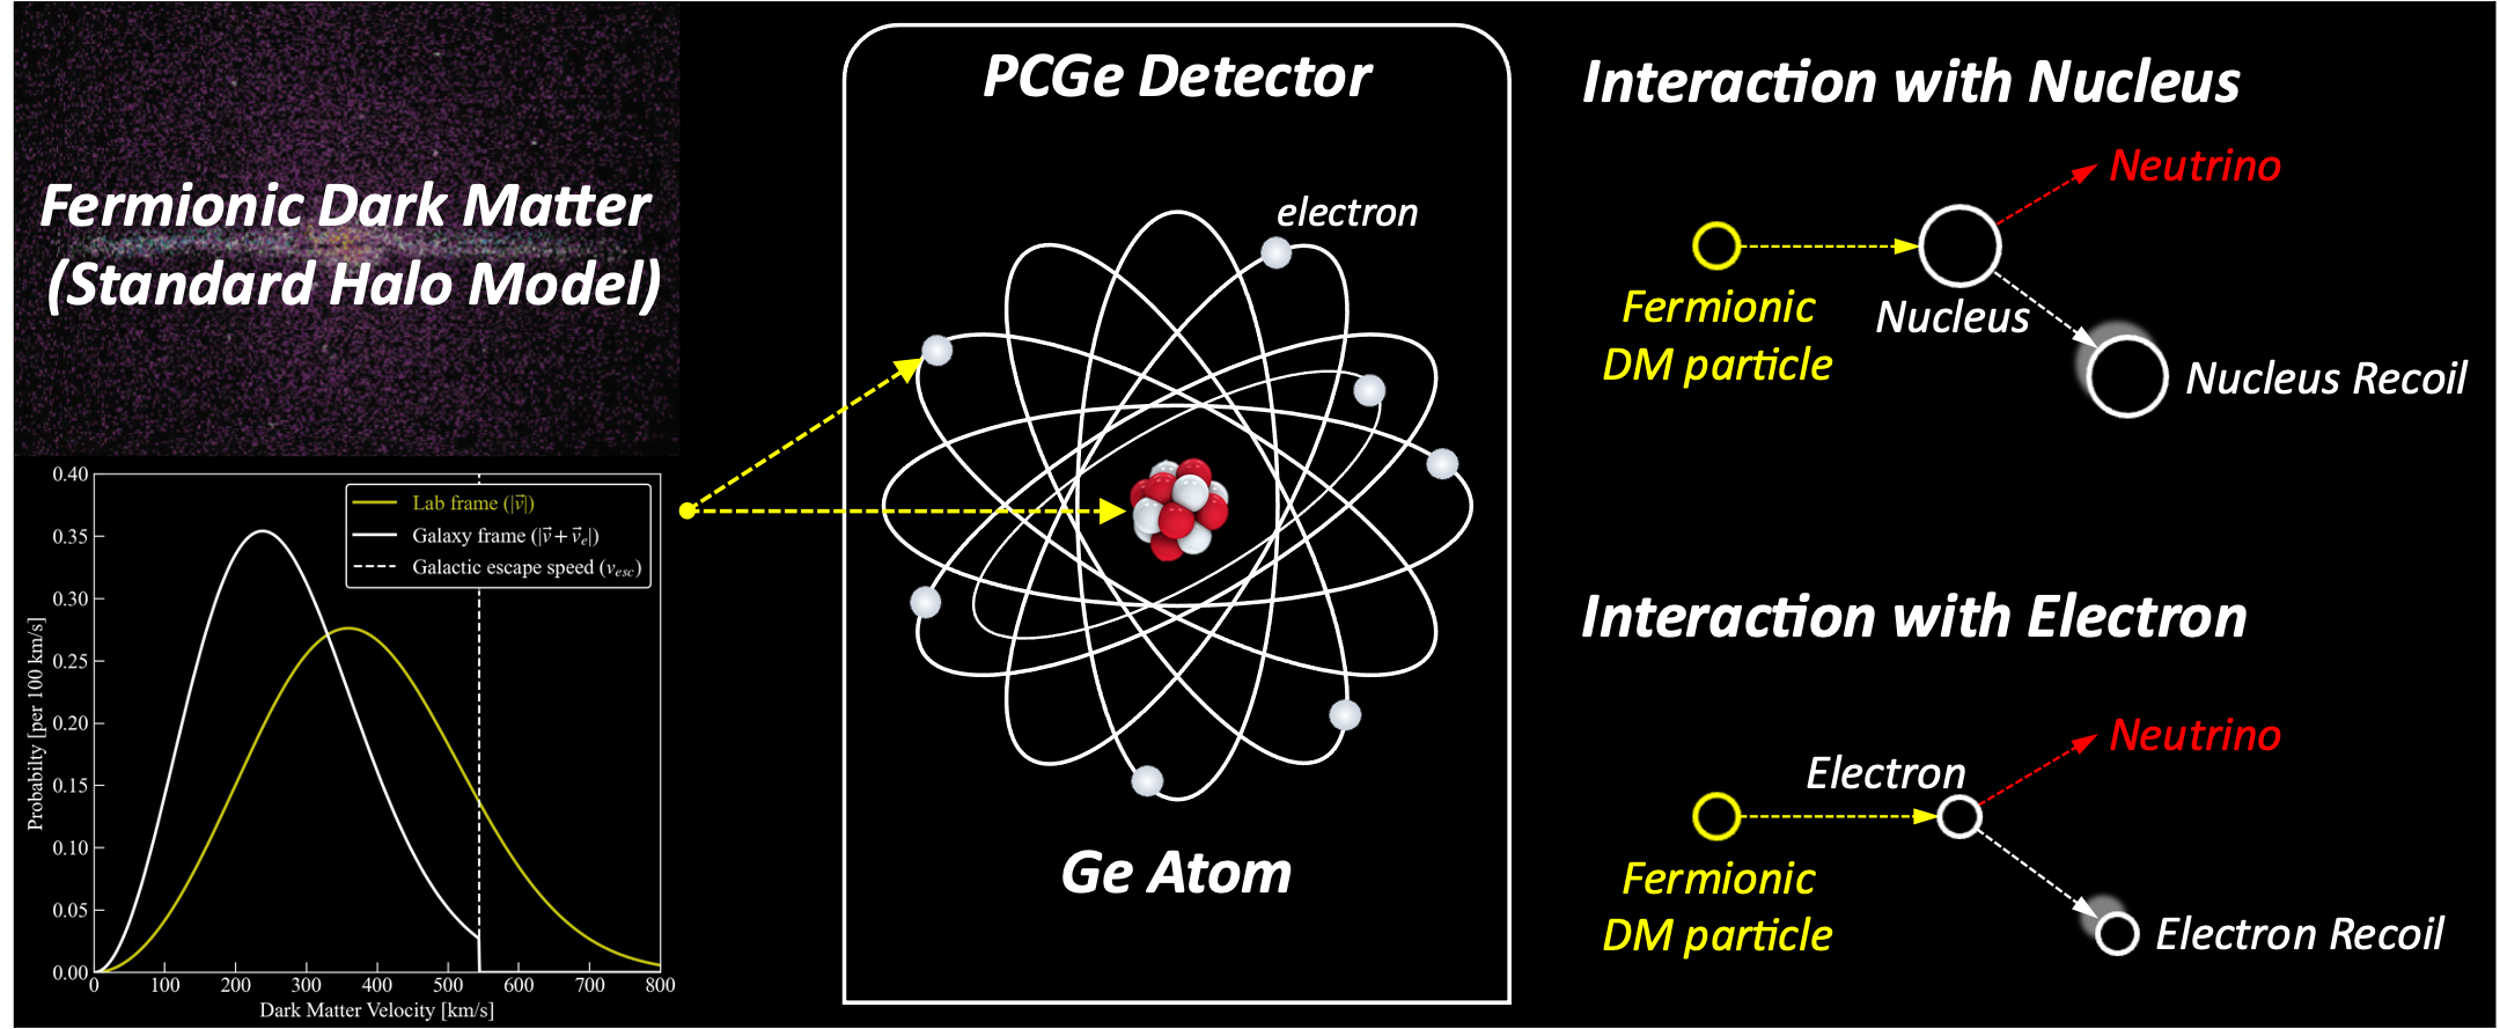 Fermionic Dark Matter
(Standard Halo Model)
0.40
0.35
0.30
0.25
0.20
0.15
0.10
0.05
0.00
0 100 200 300 400 500 600 700 800
Probabilty [per 100 km/s]
Dark Matter Velocity [km/s]
Lab frame (|v⃗|)
Galaxy frame (|v⃗ + v⃗ₑ|)
Galactic escape speed (vₑₛ꜀)
PCGe Detector
electron
Ge Atom
Interaction with Nucleus
Neutrino
Fermionic
DM particle
Nucleus
Nucleus Recoil
Interaction with Electron
Neutrino
Electron
Fermionic
DM particle
Electron Recoil